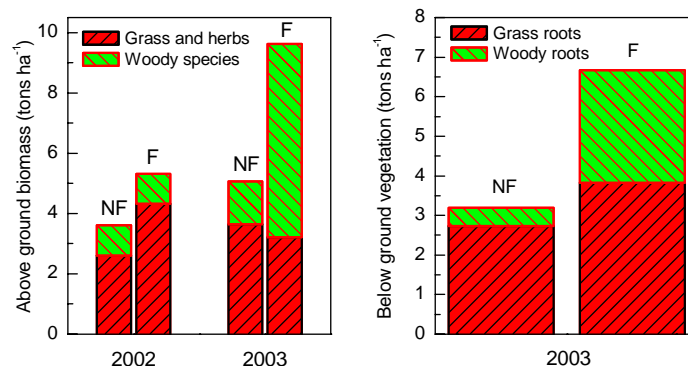 Above ground biomass (tons ha⁻¹)
10
8
6
4
2
0
Grass and herbs
Woody species
NF
F
NF
F
2002
2003
Below ground vegetation (tons ha⁻¹)
8
7
6
5
4
3
2
1
0
Grass roots
Woody roots
NF
F
2003